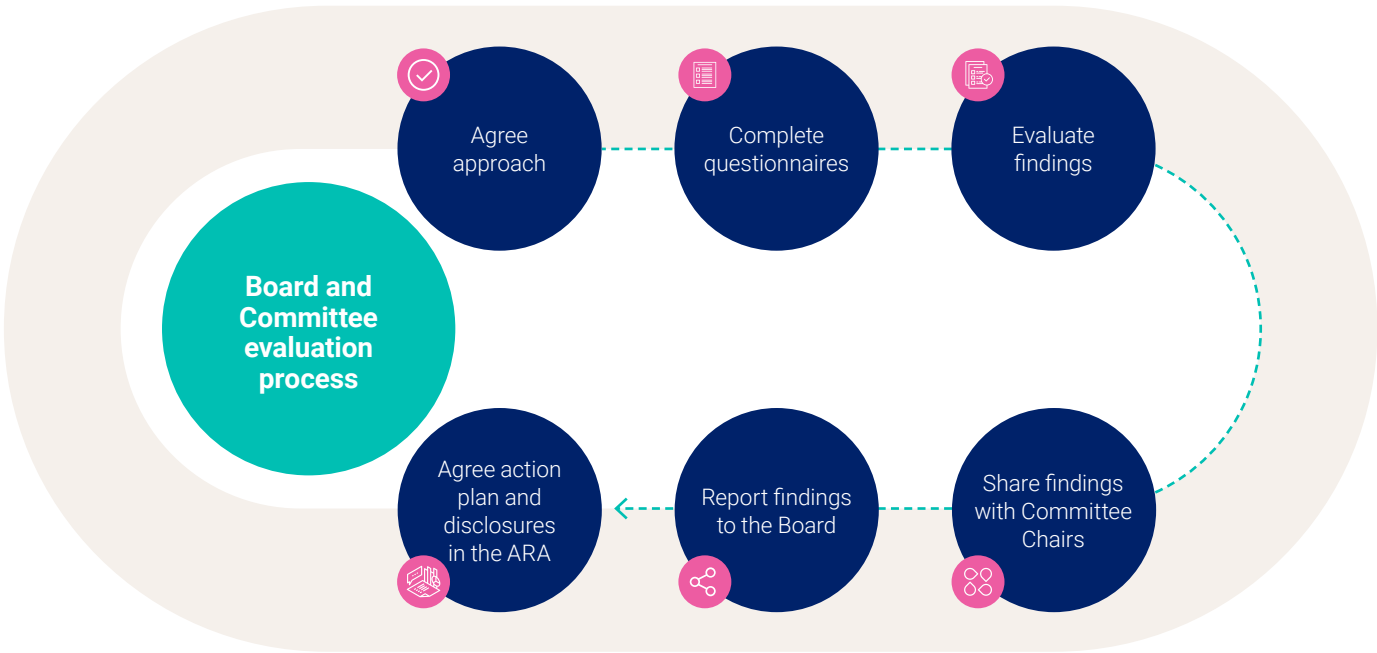 Board and
Committee
evaluation
process
Agree
approach
Complete
questionnaires
Evaluate
findings
Share findings
with Committee
Chairs
Report findings
to the Board
Agree action
plan and
disclosures
in the ARA